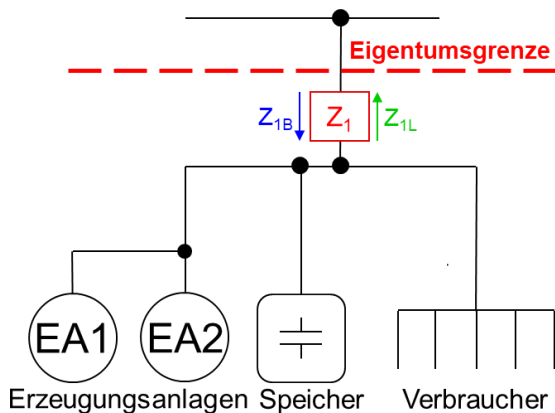 Eigentumsgrenze
Z1B Z1 Z1L
EA1 EA2
Erzeugungsanlagen Speicher Verbraucher